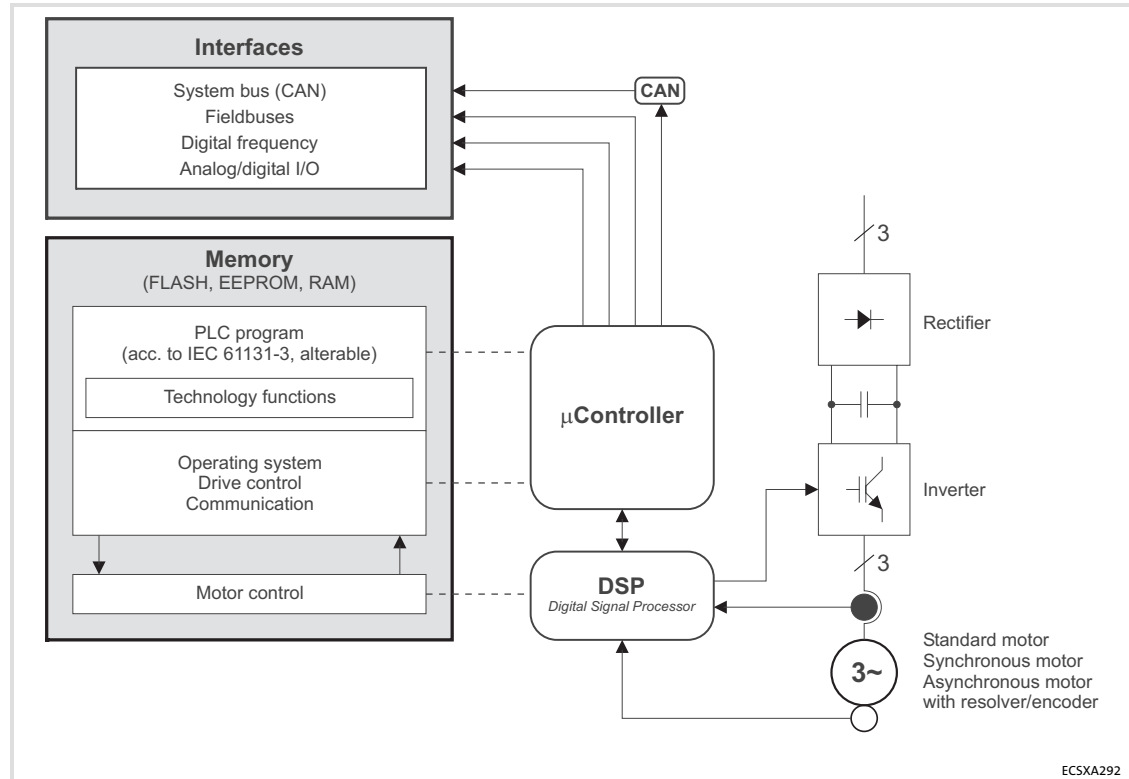 Interfaces
System bus (CAN)
Fieldbuses
Digital frequency
Analog/digital I/O
CAN
Memory
(FLASH, EEPROM, RAM)
PLC program
(acc. to IEC 61131-3, alterable)
Technology functions
Operating system
Drive control
Communication
Motor control
μController
DSP
Digital Signal Processor
3
Rectifier
Inverter
3
3~
Standard motor
Synchronous motor
Asynchronous motor
with resolver/encoder
ECSXA292